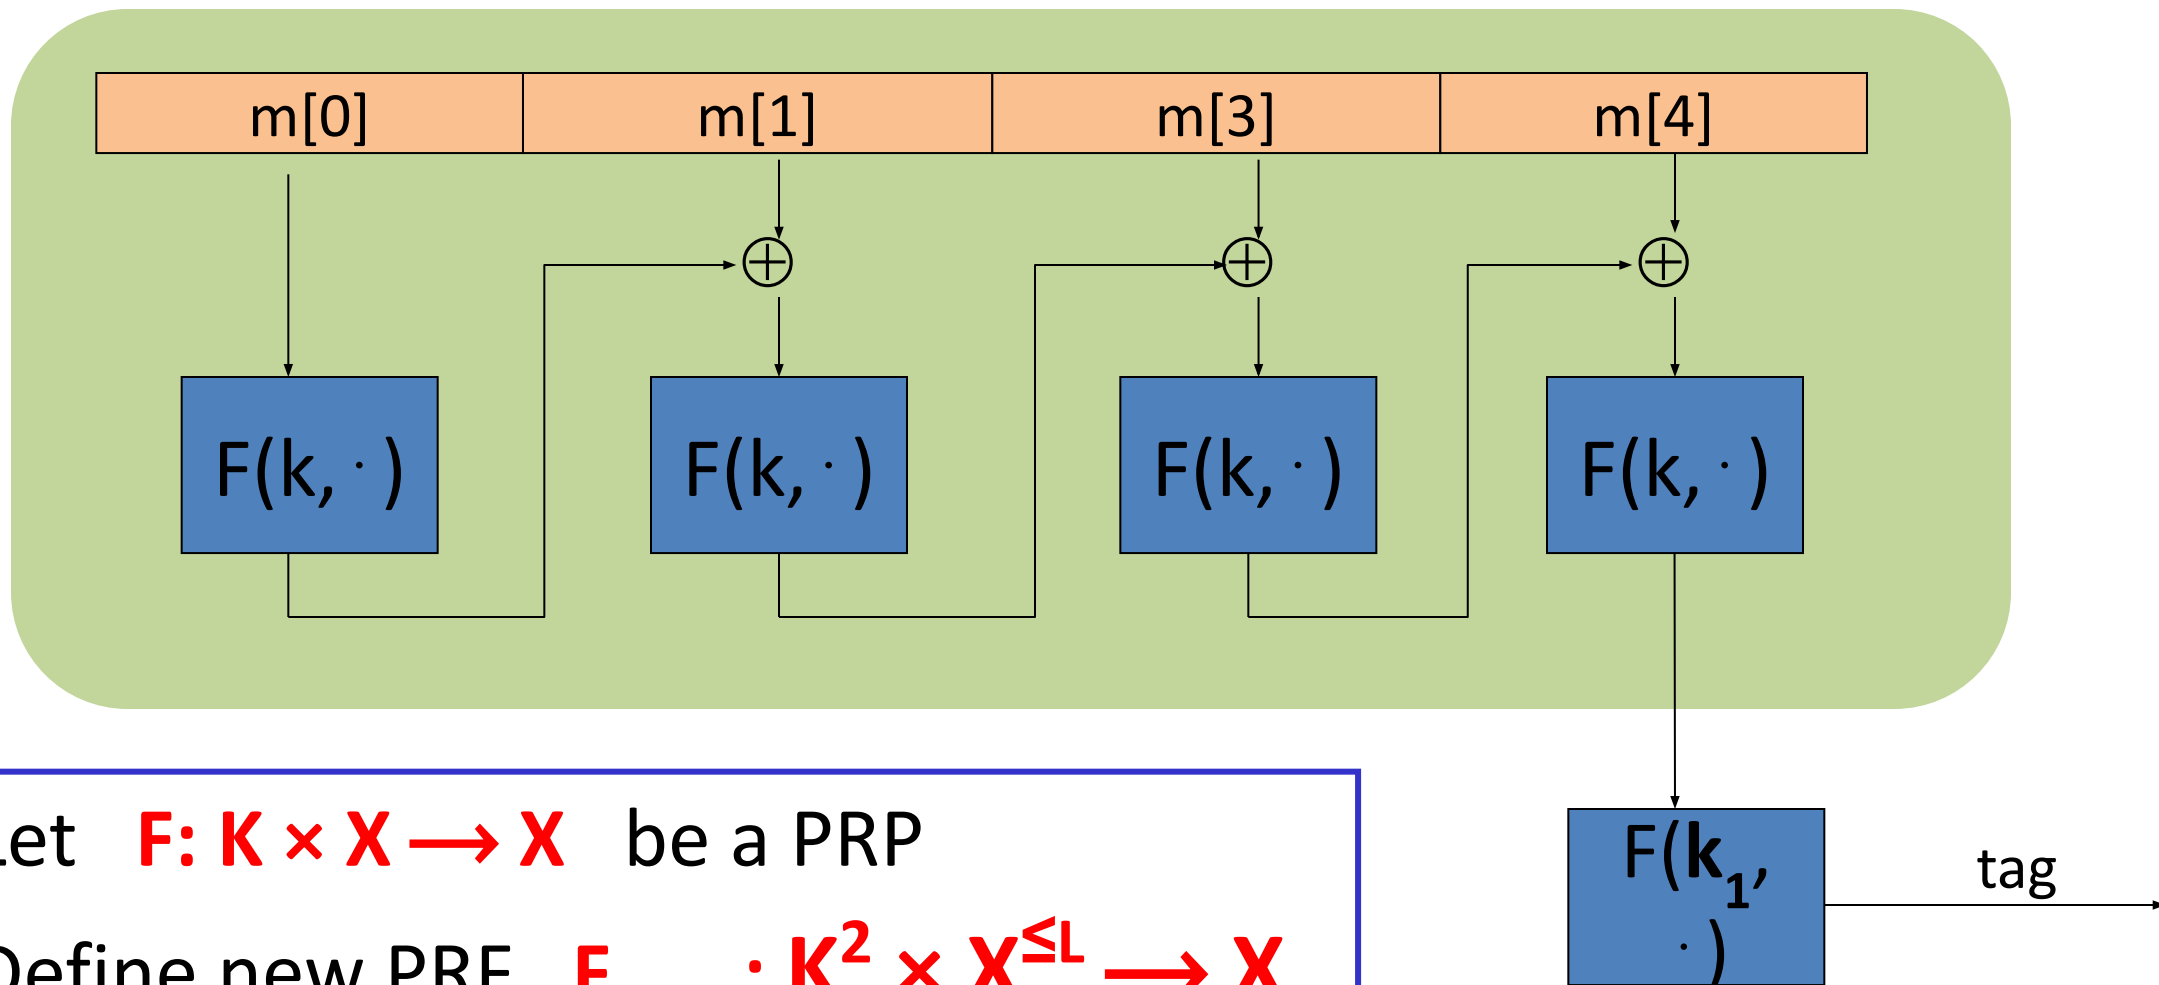 m[0] m[1] m[3] m[4]
F(k, · ) F(k, · ) F(k, · ) F(k, · )
Let F: K × X ⟶ X be a PRP
F(k₁, 
· )
tag
Define new PRF F : K² × X^≤L ⟶ X